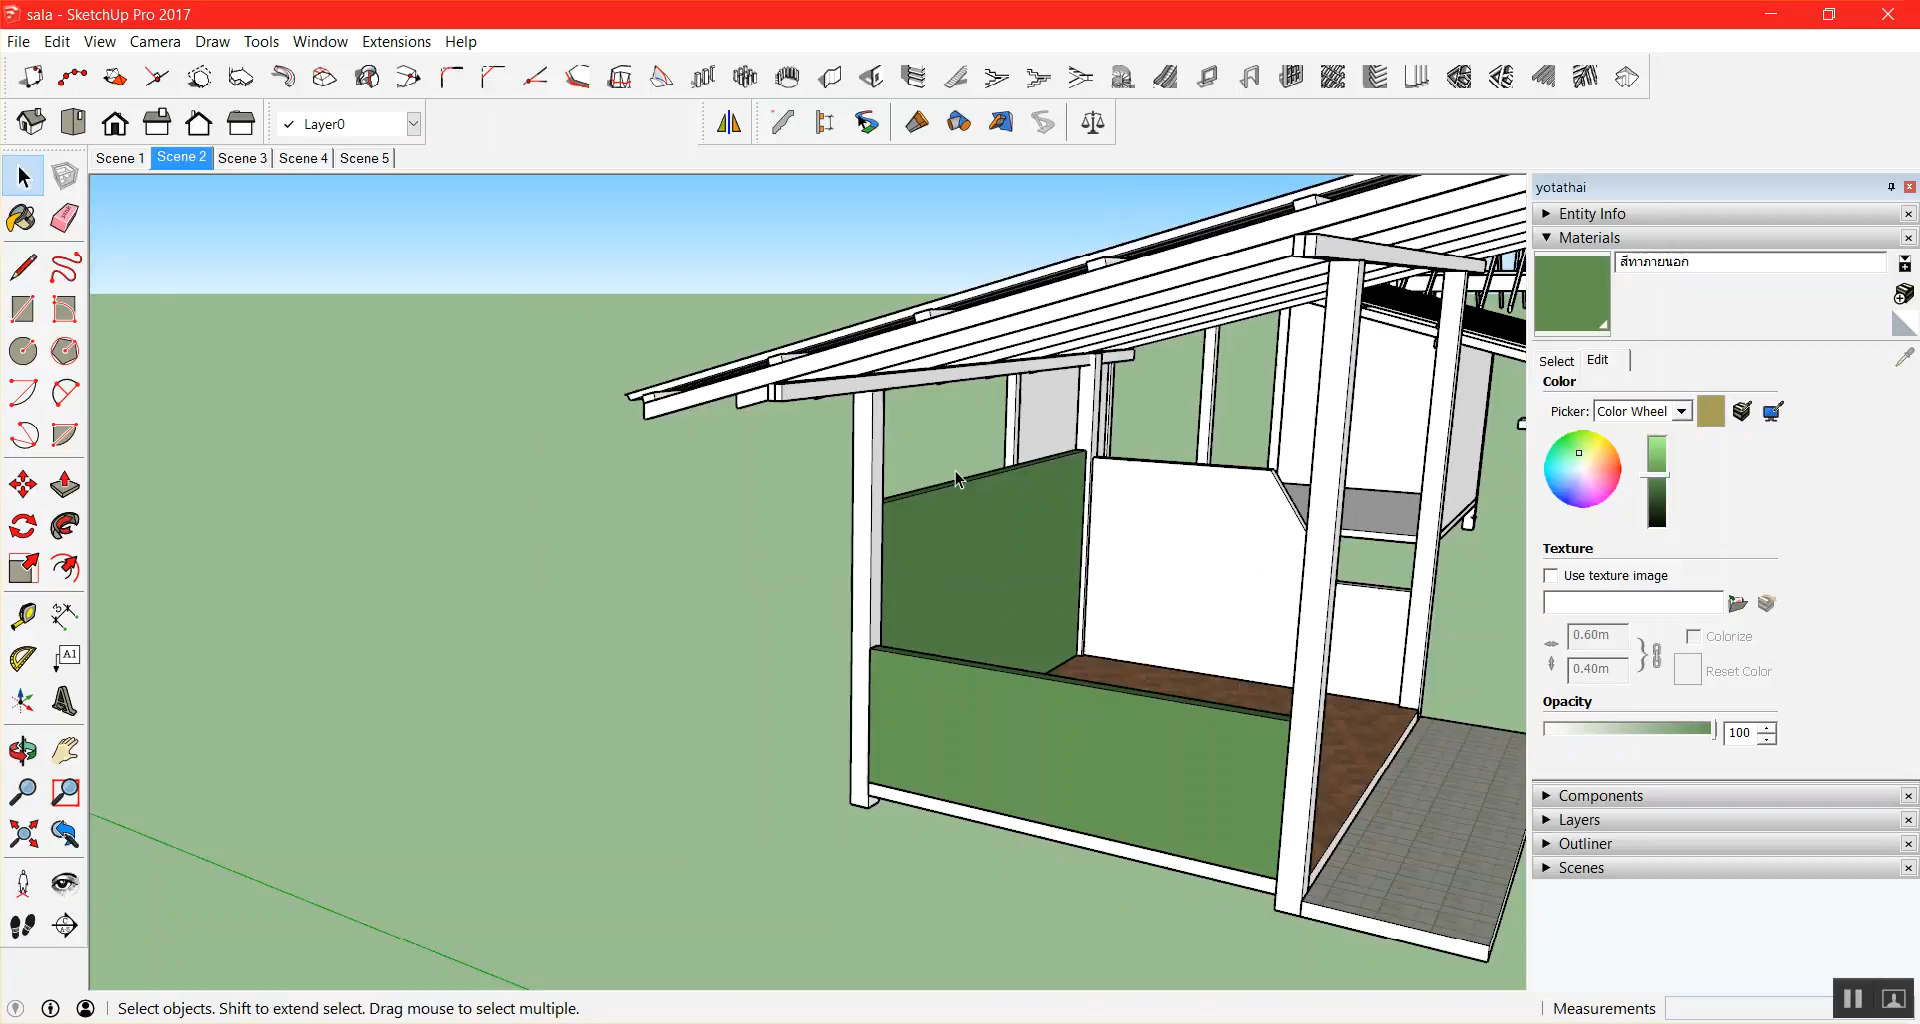 sala - SketchUp Pro 2017
File Edit View Camera Draw Tools Window Extensions Help
Layer0
Scene 1 Scene 2 Scene 3 Scene 4 Scene 5
yotathai
Entity Info
Materials
สีทาภายนอก
Select Edit
Color
Picker: Color Wheel
Texture
Use texture image
0.60m
Colorize
0.40m
Reset Color
Opacity
100
Components
Layers
Outliner
Scenes
A1
Select objects. Shift to extend select. Drag mouse to select multiple.
Measurements